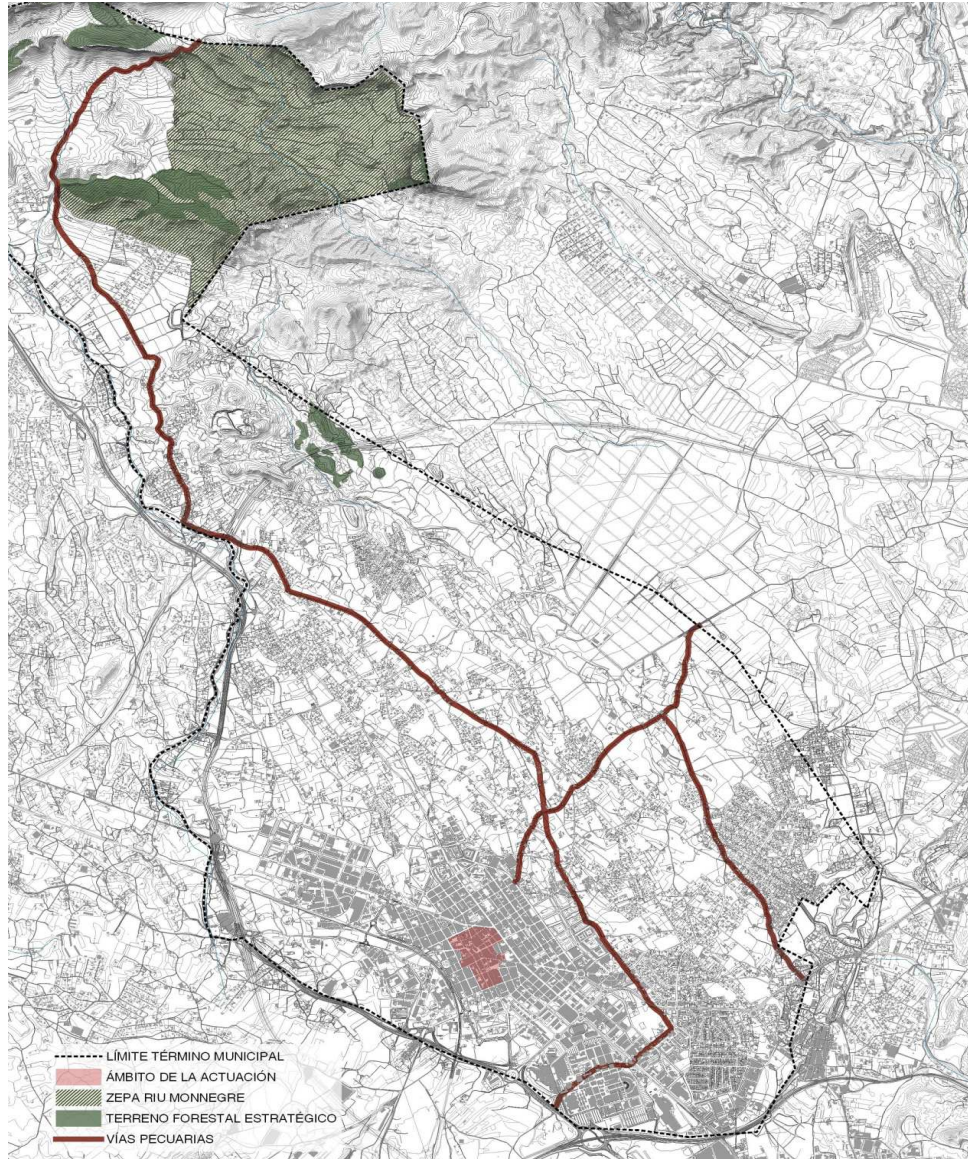 LÍMITE TÉRMINO MUNICIPAL
ÁMBITO DE LA ACTUACIÓN
ZEPA RIU MONNEGRE
TERRENO FORESTAL ESTRATÉGICO
VÍAS PECUARIAS